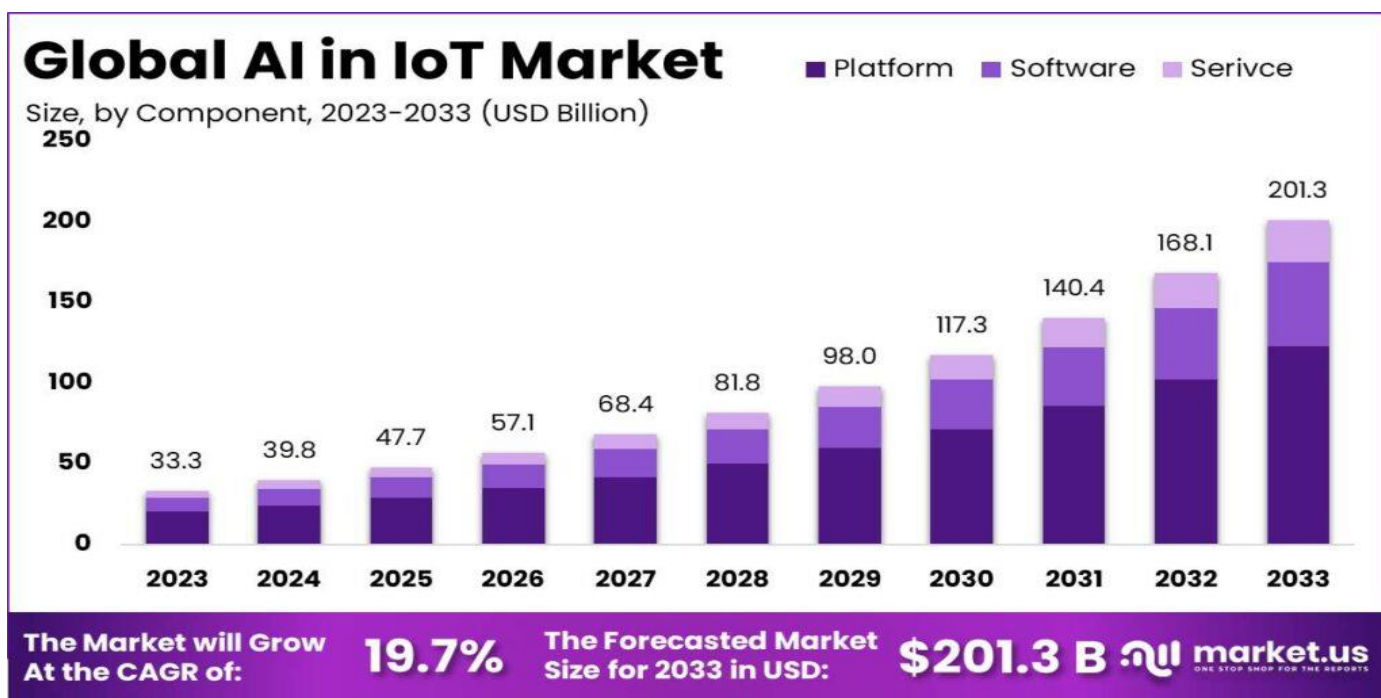 Global AI in IoT Market
Platform Software Serivce
Size, by Component, 2023-2033 (USD Billion)
250
200
150
100
50
0
33.3
39.8
47.7
57.1
68.4
81.8
98.0
117.3
140.4
168.1
201.3
2023 2024 2025 2026 2027 2028 2029 2030 2031 2032 2033
The Market will Grow
At the CAGR of:
19.7%
The Forecasted Market
Size for 2033 in USD:
$201.3 B
market.us
ONE STOP SHOP FOR THE REPORTS